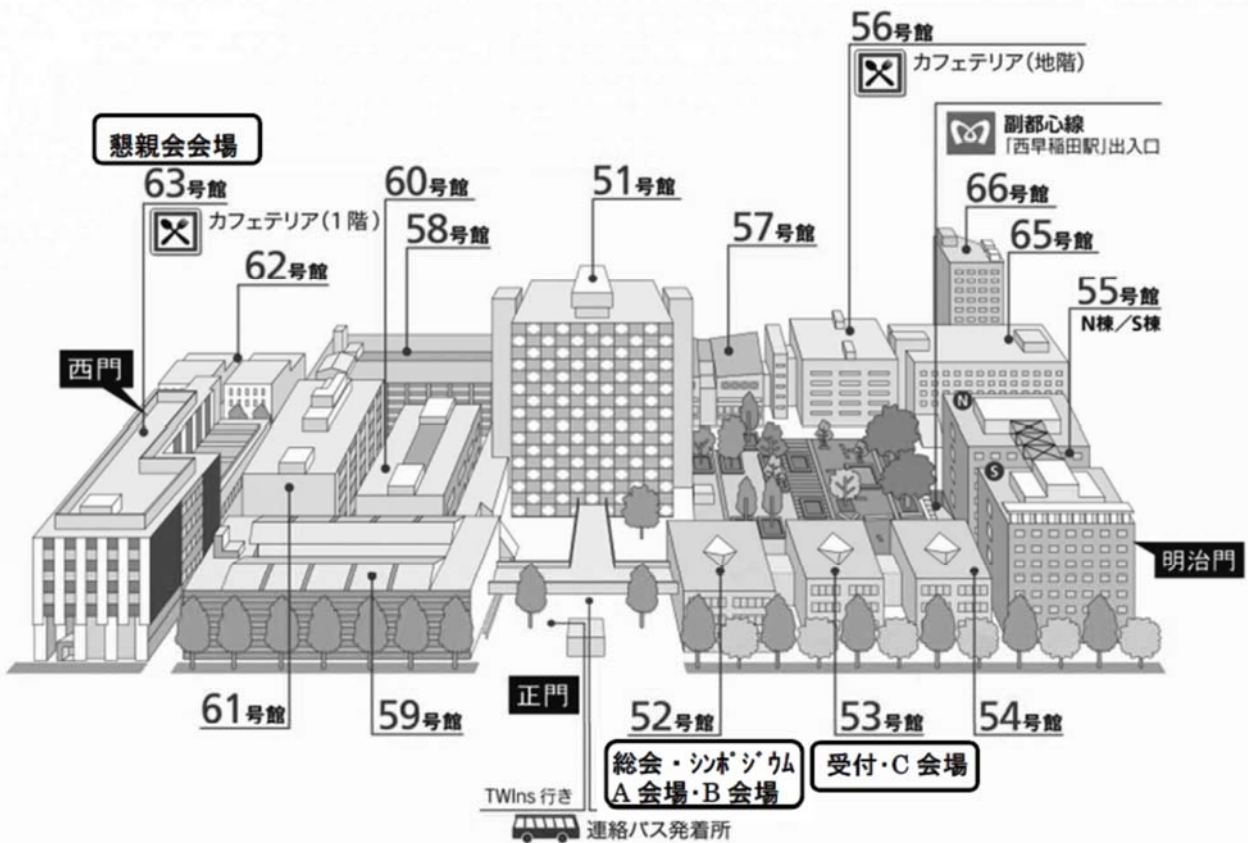 56号館
カフェテリア(地階)
副都心線
「西早稲田駅」出入口
懇親会会場
63号館
カフェテリア(1階)
60号館
58号館
51号館
57号館
66号館
65号館
62号館
55号館
N棟/S棟
西門
N
S
明治門
正門
61号館
59号館
52号館
53号館
54号館
総会・シンポジウム
A 会場・B 会場
受付・C 会場
TWIns 行き
連絡バス発着所